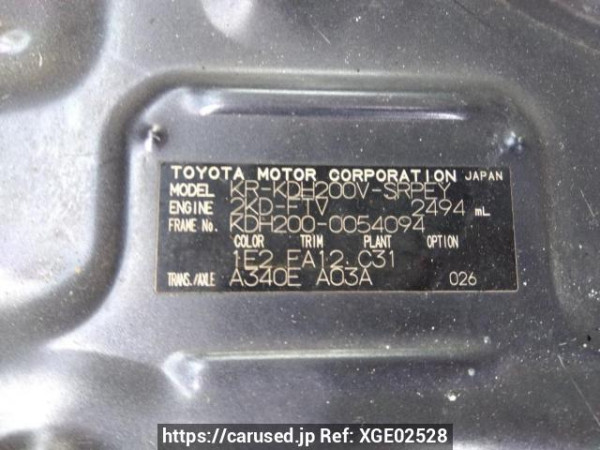 TOYOTA MOTOR CORPORATION JAPAN
MODEL KR-KDH200V-SRPEY
ENGINE 2KD-FTV 2494 mL
FRAME No. KDH200-0054094
COLOR TRIM PLANT OPTION
1E2 FA12 C31
TRANS./AXLE A340E A03A 026
https://carused.jp Ref: XGE02528